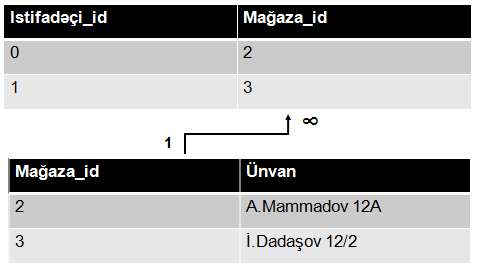 Istifadəçi_id Mağaza_id
0 2
1 3
∞
1
Mağaza_id Ünvan
2 A.Mammadov 12A
3 İ.Dadaşov 12/2